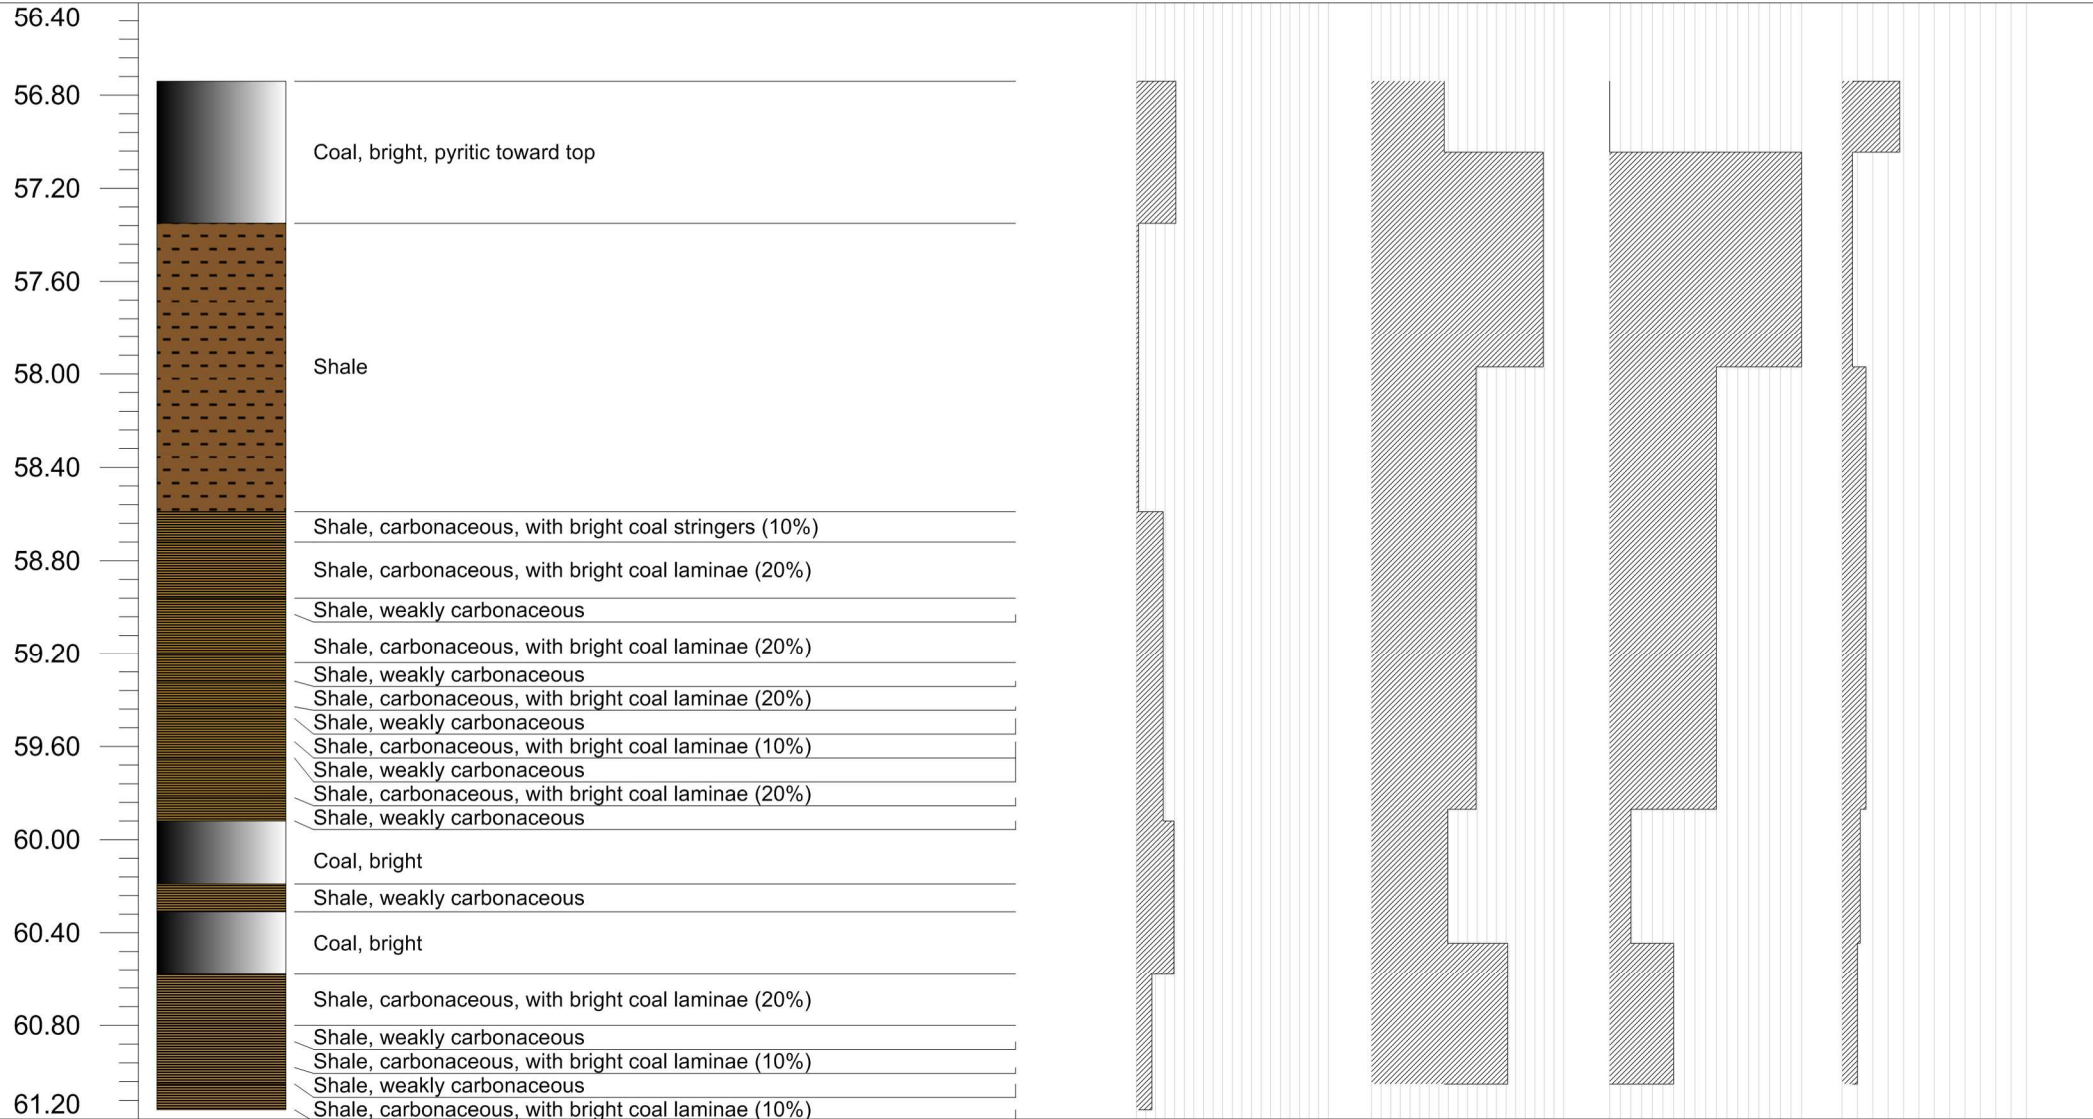 56.40
56.80
Coal, bright, pyritic toward top
57.20
57.60
58.00
Shale
58.40
Shale, carbonaceous, with bright coal stringers (10%)
58.80
Shale, carbonaceous, with bright coal laminae (20%)
Shale, weakly carbonaceous
59.20
Shale, carbonaceous, with bright coal laminae (20%)
Shale, weakly carbonaceous
Shale, carbonaceous, with bright coal laminae (20%)
Shale, weakly carbonaceous
59.60
Shale, carbonaceous, with bright coal laminae (10%)
Shale, weakly carbonaceous
Shale, carbonaceous, with bright coal laminae (20%)
Shale, weakly carbonaceous
60.00
Coal, bright
Shale, weakly carbonaceous
60.40
Coal, bright
Shale, carbonaceous, with bright coal laminae (20%)
60.80
Shale, weakly carbonaceous
Shale, carbonaceous, with bright coal laminae (10%)
Shale, weakly carbonaceous
61.20
Shale, carbonaceous, with bright coal laminae (10%)